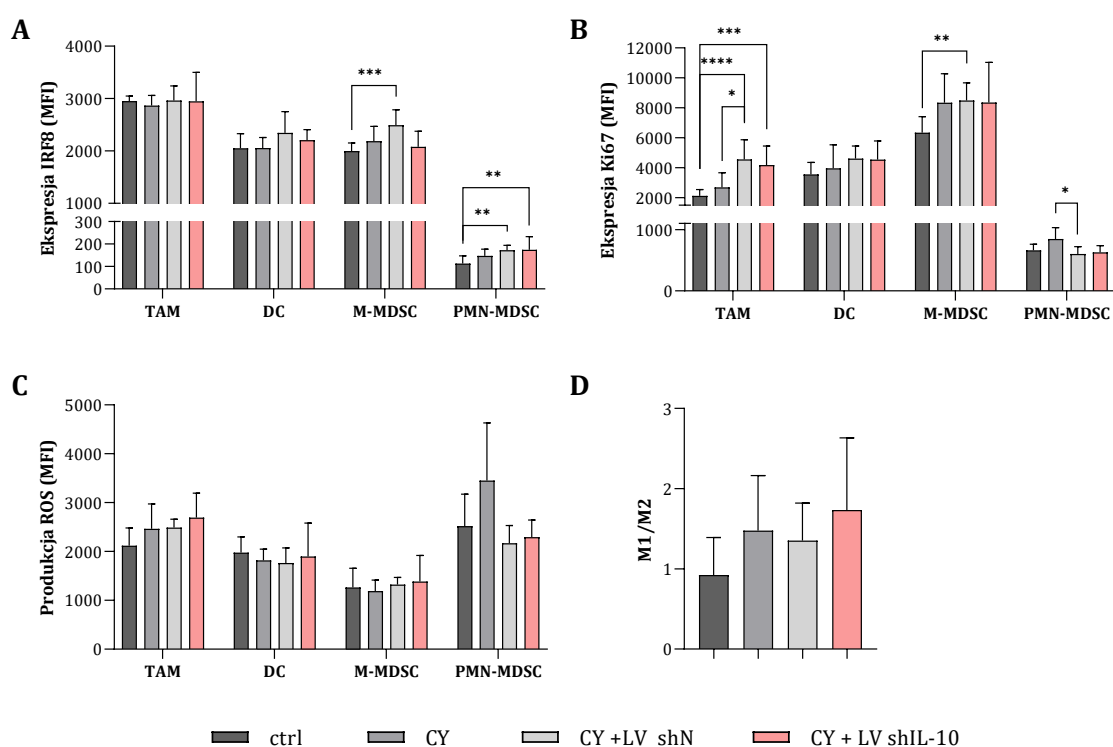 A
Ekspresja IRF8 (MFI)
4000
3000
2000
1000
300
200
100
0
***
**
**
TAM DC M-MDSC PMN-MDSC
B
Ekspresja Ki67 (MFI)
12000
10000
8000
6000
4000
2000
1000
0
***
****
*
**
*
TAM DC M-MDSC PMN-MDSC
C
Produkcja ROS (MFI)
5000
4000
3000
2000
1000
0
TAM DC M-MDSC PMN-MDSC
D
M1/M2
3
2
1
0
ctrl CY CY +LV shN CY + LV shIL-10